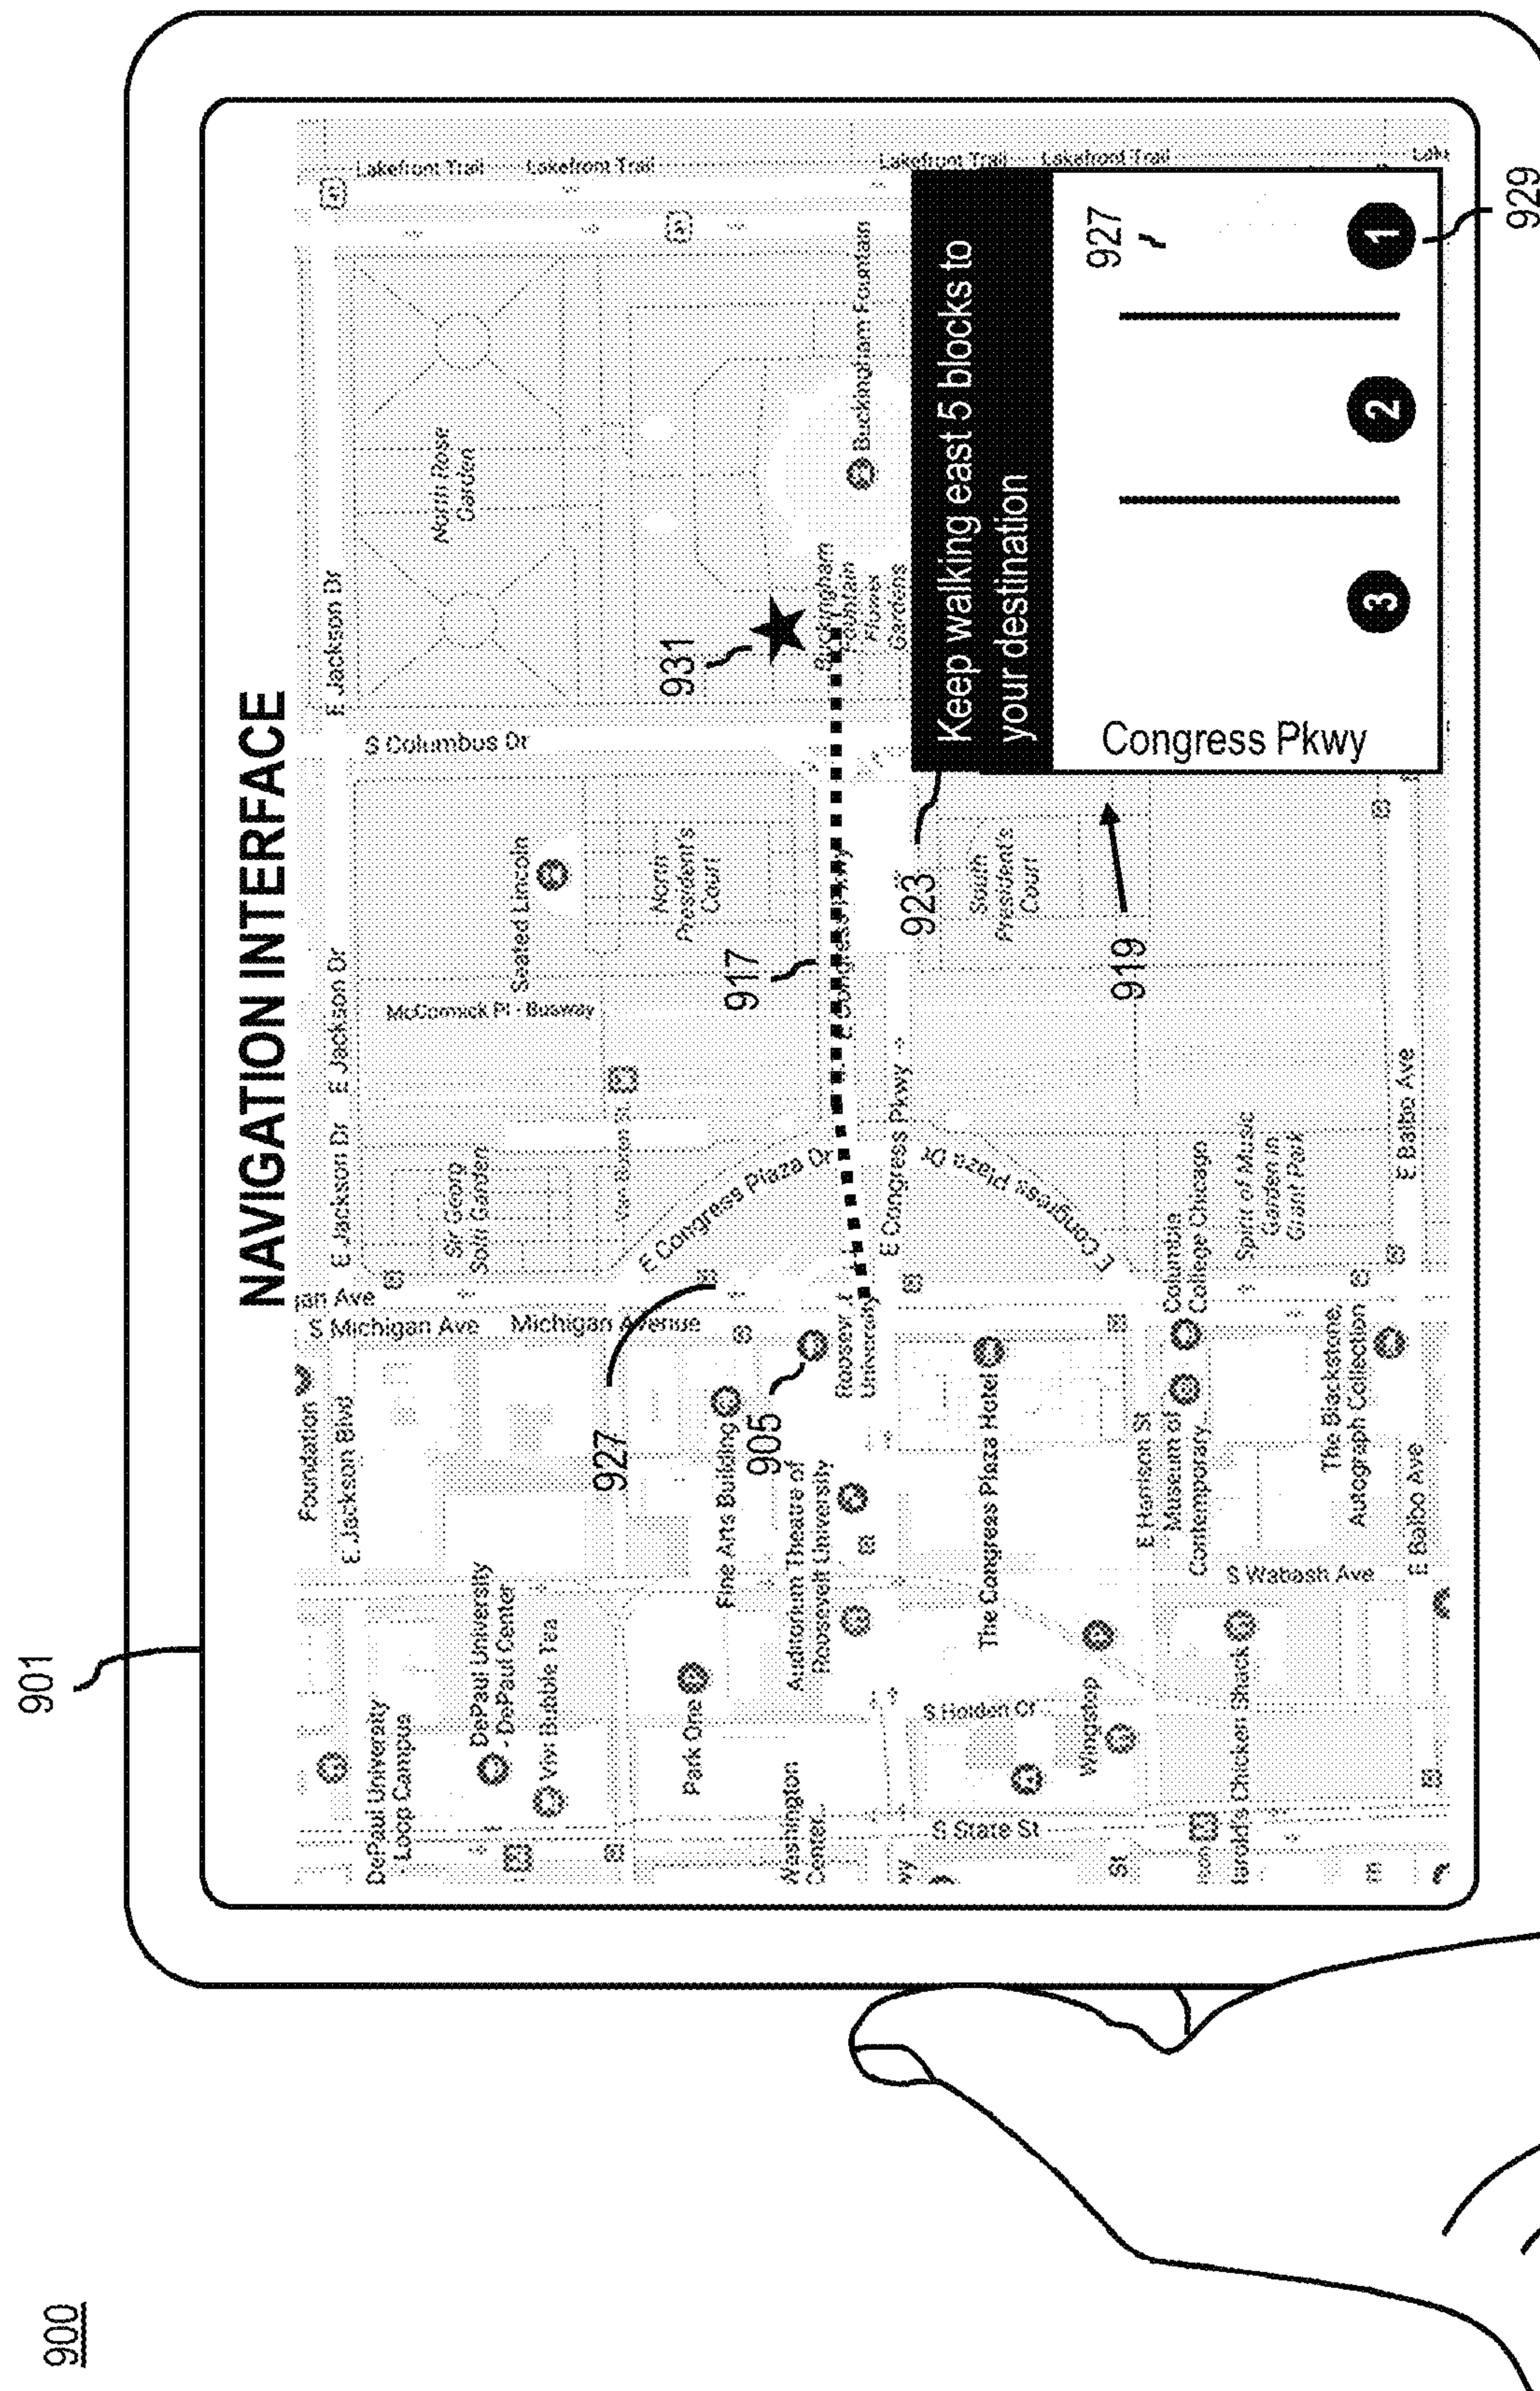 900
901
NAVIGATION INTERFACE
Foundation
E Jackson Blvd
E Jackson Dr
E Jackson Dr
E Jackson Dr
E Jackson Dr
DePaul University
- Loop Campus
DePaul University
- DePaul Center
Vivi Bubble Tea
S Michigan Ave
Michigan Avenue
Sir Georg
Solti Garden
McCormick Pl - Busway
S Columbus Dr
North Rose
Garden
Lakefront Trail
Lakefront Trail
Seated Lincoln
Van Buren St.
North
President's
Court
927
Park One
Fine Arts Building
905
E Congress Plaza Dr
917
931
Auditorium Theatre of
Roosevelt University
University
Buckingham
Flower
Gardens
Buckingham Fountain
Washington
Center...
E Congress Pkwy →
E Congress Plaza Dr
923
South
President's
Court
919
Lakefront Trail
Lakefront Trail
Keep walking east 5 blocks to
your destination
Congress Pkwy
927
3
2
1
929
S State St
S Holden Ct
The Congress Plaza Hotel
Wingstop
E Harrison St
Museum of
Contemporary...
Columbia
College Chicago
Spirit of Music
Garden in
Grant Park
S Wabash Ave
The Blackstone,
Autograph Collection
E Balbo Ave
E Balbo Ave